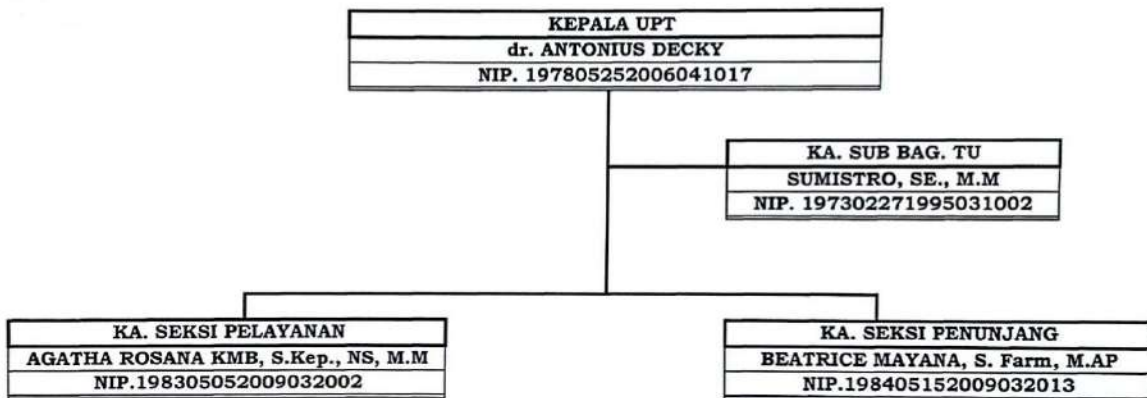 KEPALA UPT
dr. ANTONIUS DECKY
NIP. 197805252006041017
KA. SUB BAG. TU
SUMISTRO, SE., M.M
NIP. 197302271995031002
KA. SEKSI PELAYANAN
AGATHA ROSANA KMB, S.Kep., NS, M.M
NIP.198305052009032002
KA. SEKSI PENUNJANG
BEATRICE MAYANA, S. Farm, M.AP
NIP.198405152009032013